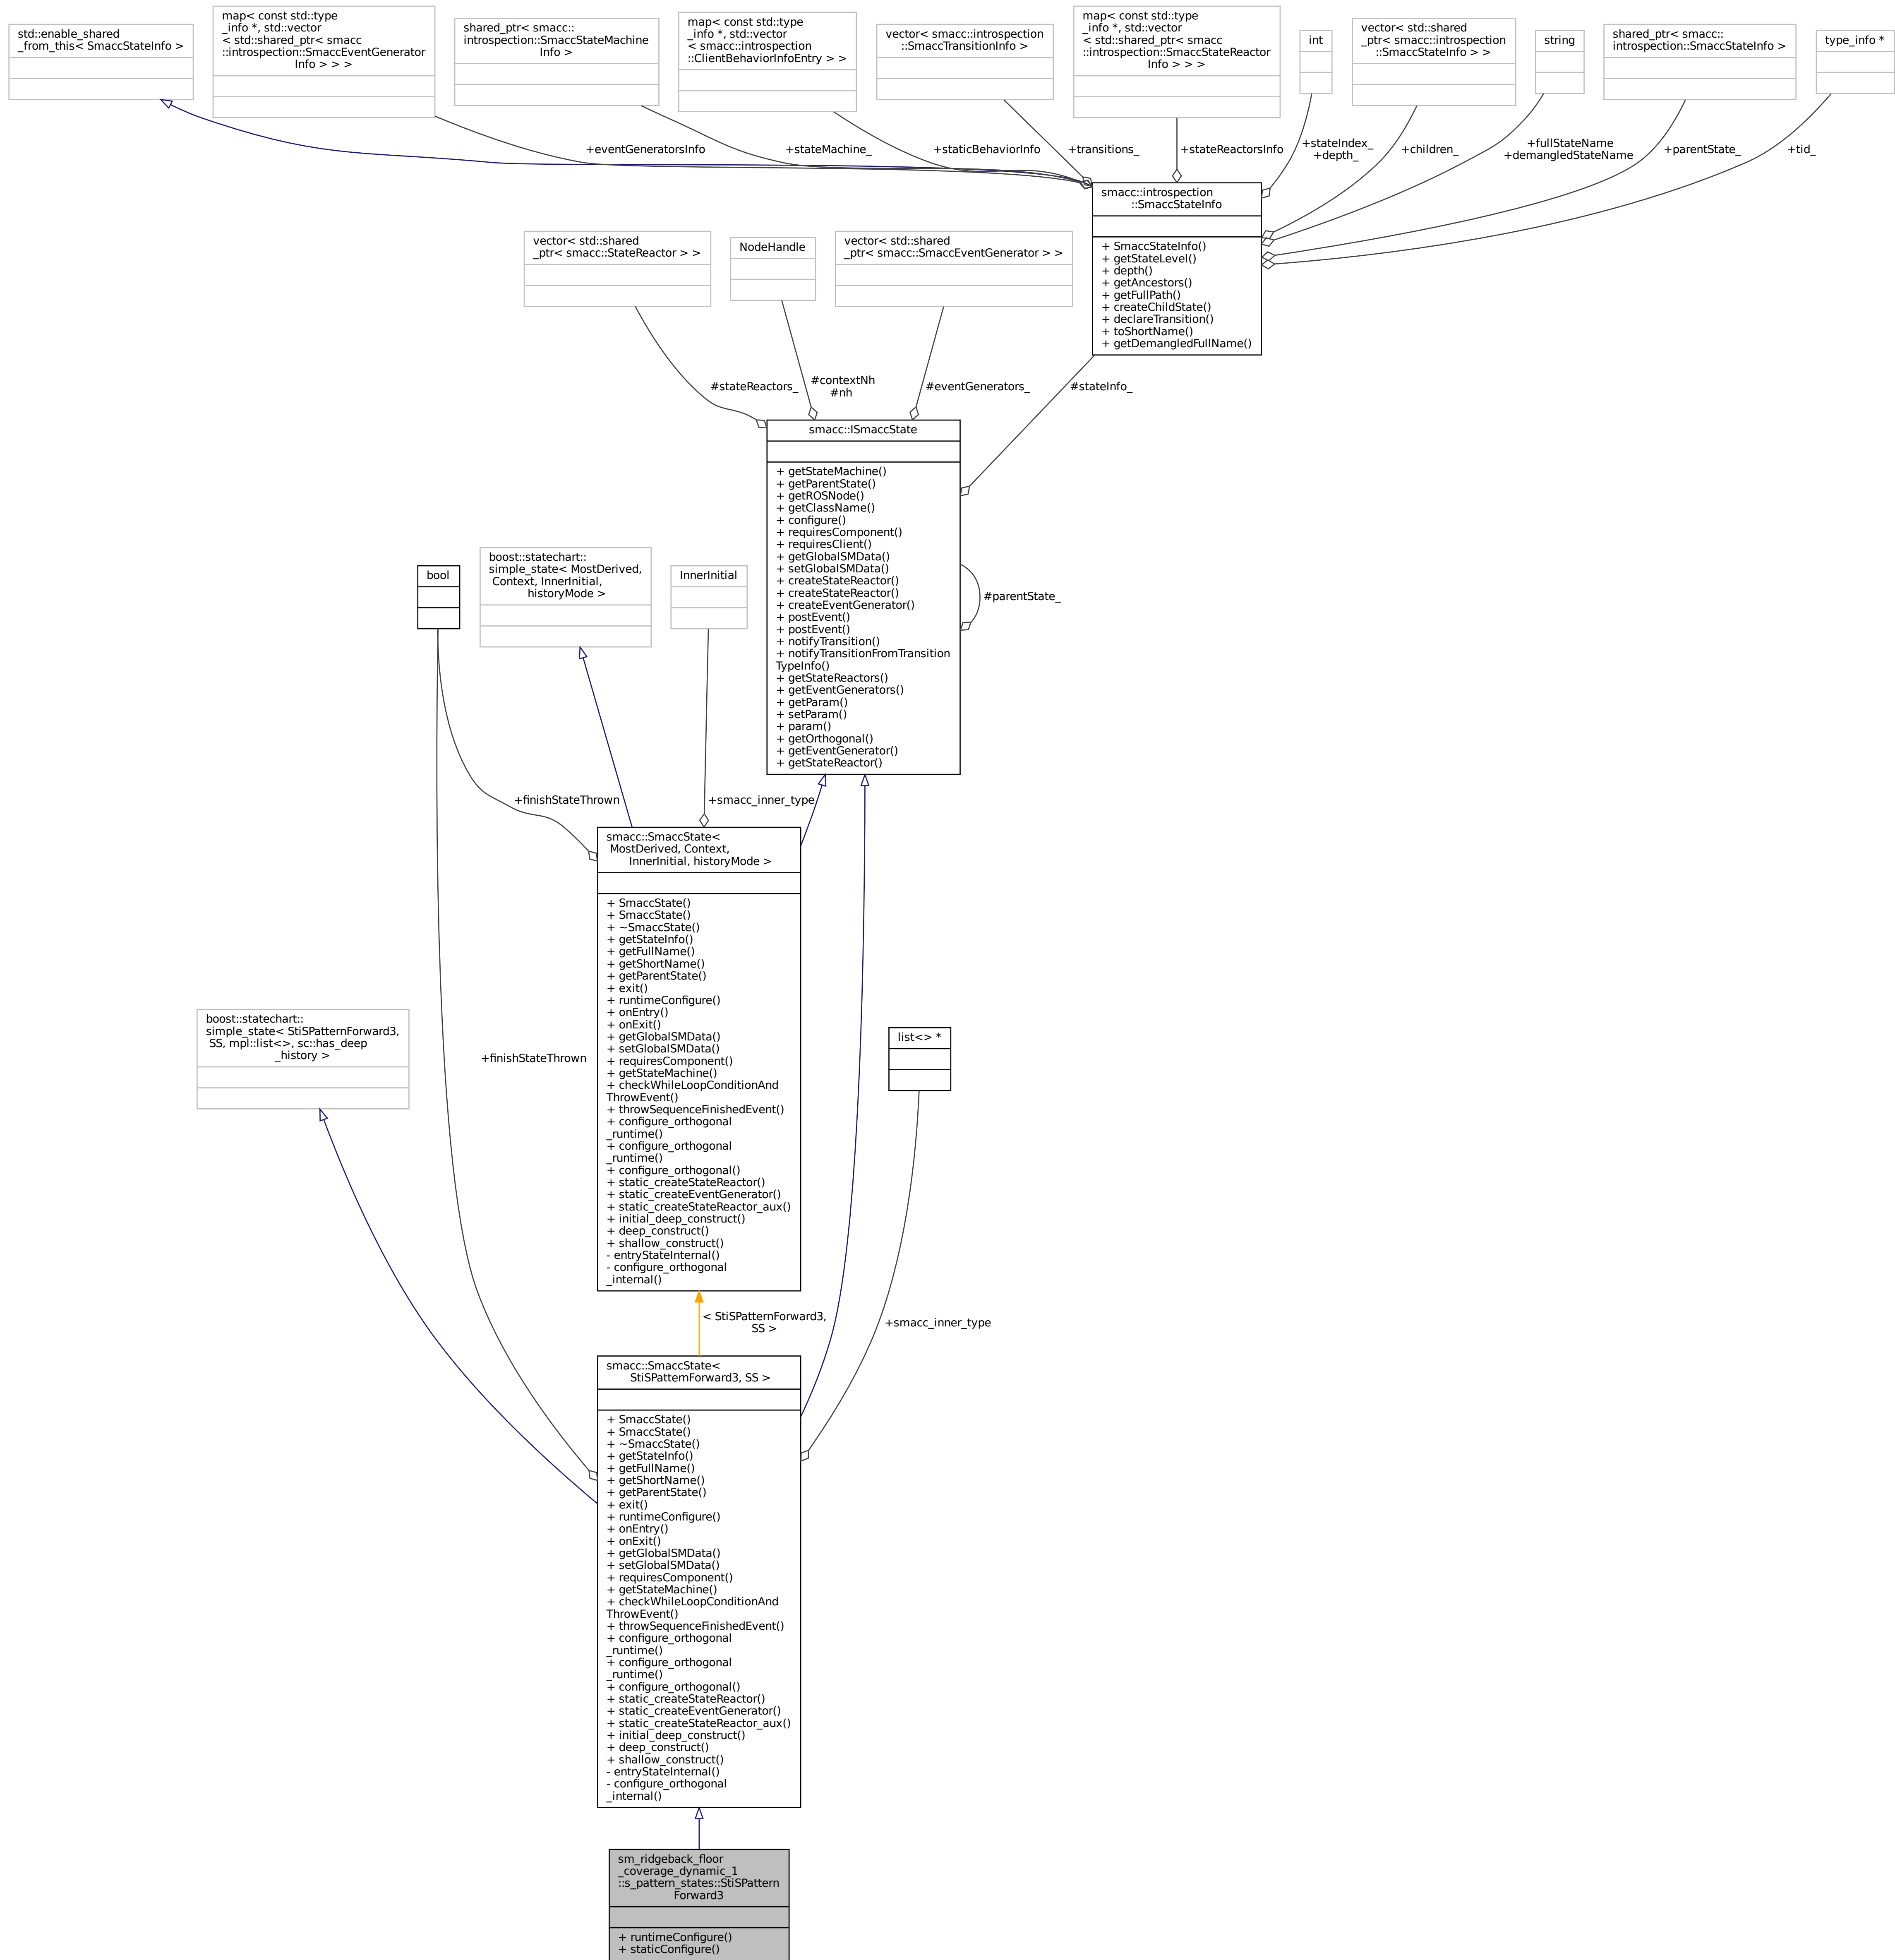 std::enable_shared
_from_this< SmaccStateInfo >
map< const std::type
_info *, std::vector
< std::shared_ptr< smacc
::introspection::SmaccEventGenerator
Info > > >
shared_ptr< smacc::
introspection::SmaccStateMachine
Info >
map< const std::type
_info *, std::vector
< smacc::introspection
::ClientBehaviorInfoEntry > >
vector< smacc::introspection
::SmaccTransitionInfo >
map< const std::type
_info *, std::vector
< std::shared_ptr< smacc
::introspection::SmaccStateReactor
Info > > >
int
vector< std::shared
_ptr< smacc::introspection
::SmaccStateInfo > >
string
shared_ptr< smacc::
introspection::SmaccStateInfo >
type_info *
+eventGeneratorsInfo
+stateMachine_
+staticBehaviorInfo
+transitions_
+stateReactorsInfo
+stateIndex_
+depth_
+children_
+fullStateName
+demangledStateName
+parentState_
+tid_
smacc::introspection
::SmaccStateInfo
+ SmaccStateInfo()
+ getStateLevel()
+ depth()
+ getAncestors()
+ getFullPath()
+ createChildState()
+ declareTransition()
+ toShortName()
+ getDemangledFullName()
vector< std::shared
_ptr< smacc::StateReactor > >
NodeHandle
vector< std::shared
_ptr< smacc::SmaccEventGenerator > >
#stateReactors_
#contextNh
#nh
#eventGenerators_
#stateInfo_
smacc::ISmaccState
+ getStateMachine()
+ getParentState()
+ getROSNode()
+ getClassName()
+ configure()
+ requiresComponent()
+ requiresClient()
+ getGlobalSMData()
+ setGlobalSMData()
+ createStateReactor()
+ createStateReactor()
+ createEventGenerator()
+ postEvent()
+ postEvent()
+ notifyTransition()
+ notifyTransitionFromTransition
TypeInfo()
+ getStateReactors()
+ getEventGenerators()
+ getParam()
+ setParam()
+ param()
+ getOrthogonal()
+ getEventGenerator()
+ getStateReactor()
#parentState_
bool
boost::statechart::
simple_state< MostDerived,
Context, InnerInitial,
historyMode >
InnerInitial
+finishStateThrown
+smacc_inner_type
smacc::SmaccState<
MostDerived, Context,
InnerInitial, historyMode >
+ SmaccState()
+ SmaccState()
+ ~SmaccState()
+ getStateInfo()
+ getFullName()
+ getShortName()
+ getParentState()
+ exit()
+ runtimeConfigure()
+ onEntry()
+ onExit()
+ getGlobalSMData()
+ setGlobalSMData()
+ requiresComponent()
+ getStateMachine()
+ checkWhileLoopConditionAnd
ThrowEvent()
+ throwSequenceFinishedEvent()
+ configure_orthogonal
_runtime()
+ configure_orthogonal
_runtime()
+ configure_orthogonal()
+ static_createStateReactor()
+ static_createEventGenerator()
+ static_createStateReactor_aux()
+ initial_deep_construct()
+ deep_construct()
+ shallow_construct()
- entryStateInternal()
- configure_orthogonal
_internal()
boost::statechart::
simple_state< StiSPatternForward3,
SS, mpl::list<>, sc::has_deep
_history >
+finishStateThrown
list<> *
< StiSPatternForward3,
SS >
+smacc_inner_type
smacc::SmaccState<
StiSPatternForward3, SS >
+ SmaccState()
+ SmaccState()
+ ~SmaccState()
+ getStateInfo()
+ getFullName()
+ getShortName()
+ getParentState()
+ exit()
+ runtimeConfigure()
+ onEntry()
+ onExit()
+ getGlobalSMData()
+ setGlobalSMData()
+ requiresComponent()
+ getStateMachine()
+ checkWhileLoopConditionAnd
ThrowEvent()
+ throwSequenceFinishedEvent()
+ configure_orthogonal
_runtime()
+ configure_orthogonal
_runtime()
+ configure_orthogonal()
+ static_createStateReactor()
+ static_createEventGenerator()
+ static_createStateReactor_aux()
+ initial_deep_construct()
+ deep_construct()
+ shallow_construct()
- entryStateInternal()
- configure_orthogonal
_internal()
sm_ridgeback_floor
_coverage_dynamic_1
::s_pattern_states::StiSPattern
Forward3
+ runtimeConfigure()
+ staticConfigure()